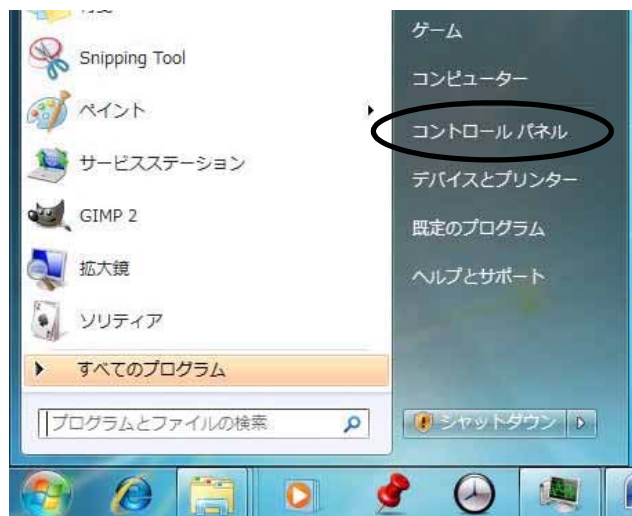 Snipping Tool
ペイント
サービスステーション
GIMP 2
拡大鏡
ソリティア
すべてのプログラム
プログラムとファイルの検索
ゲーム
コンピューター
コントロール パネル
デバイスとプリンター
既定のプログラム
ヘルプとサポート
シャットダウン